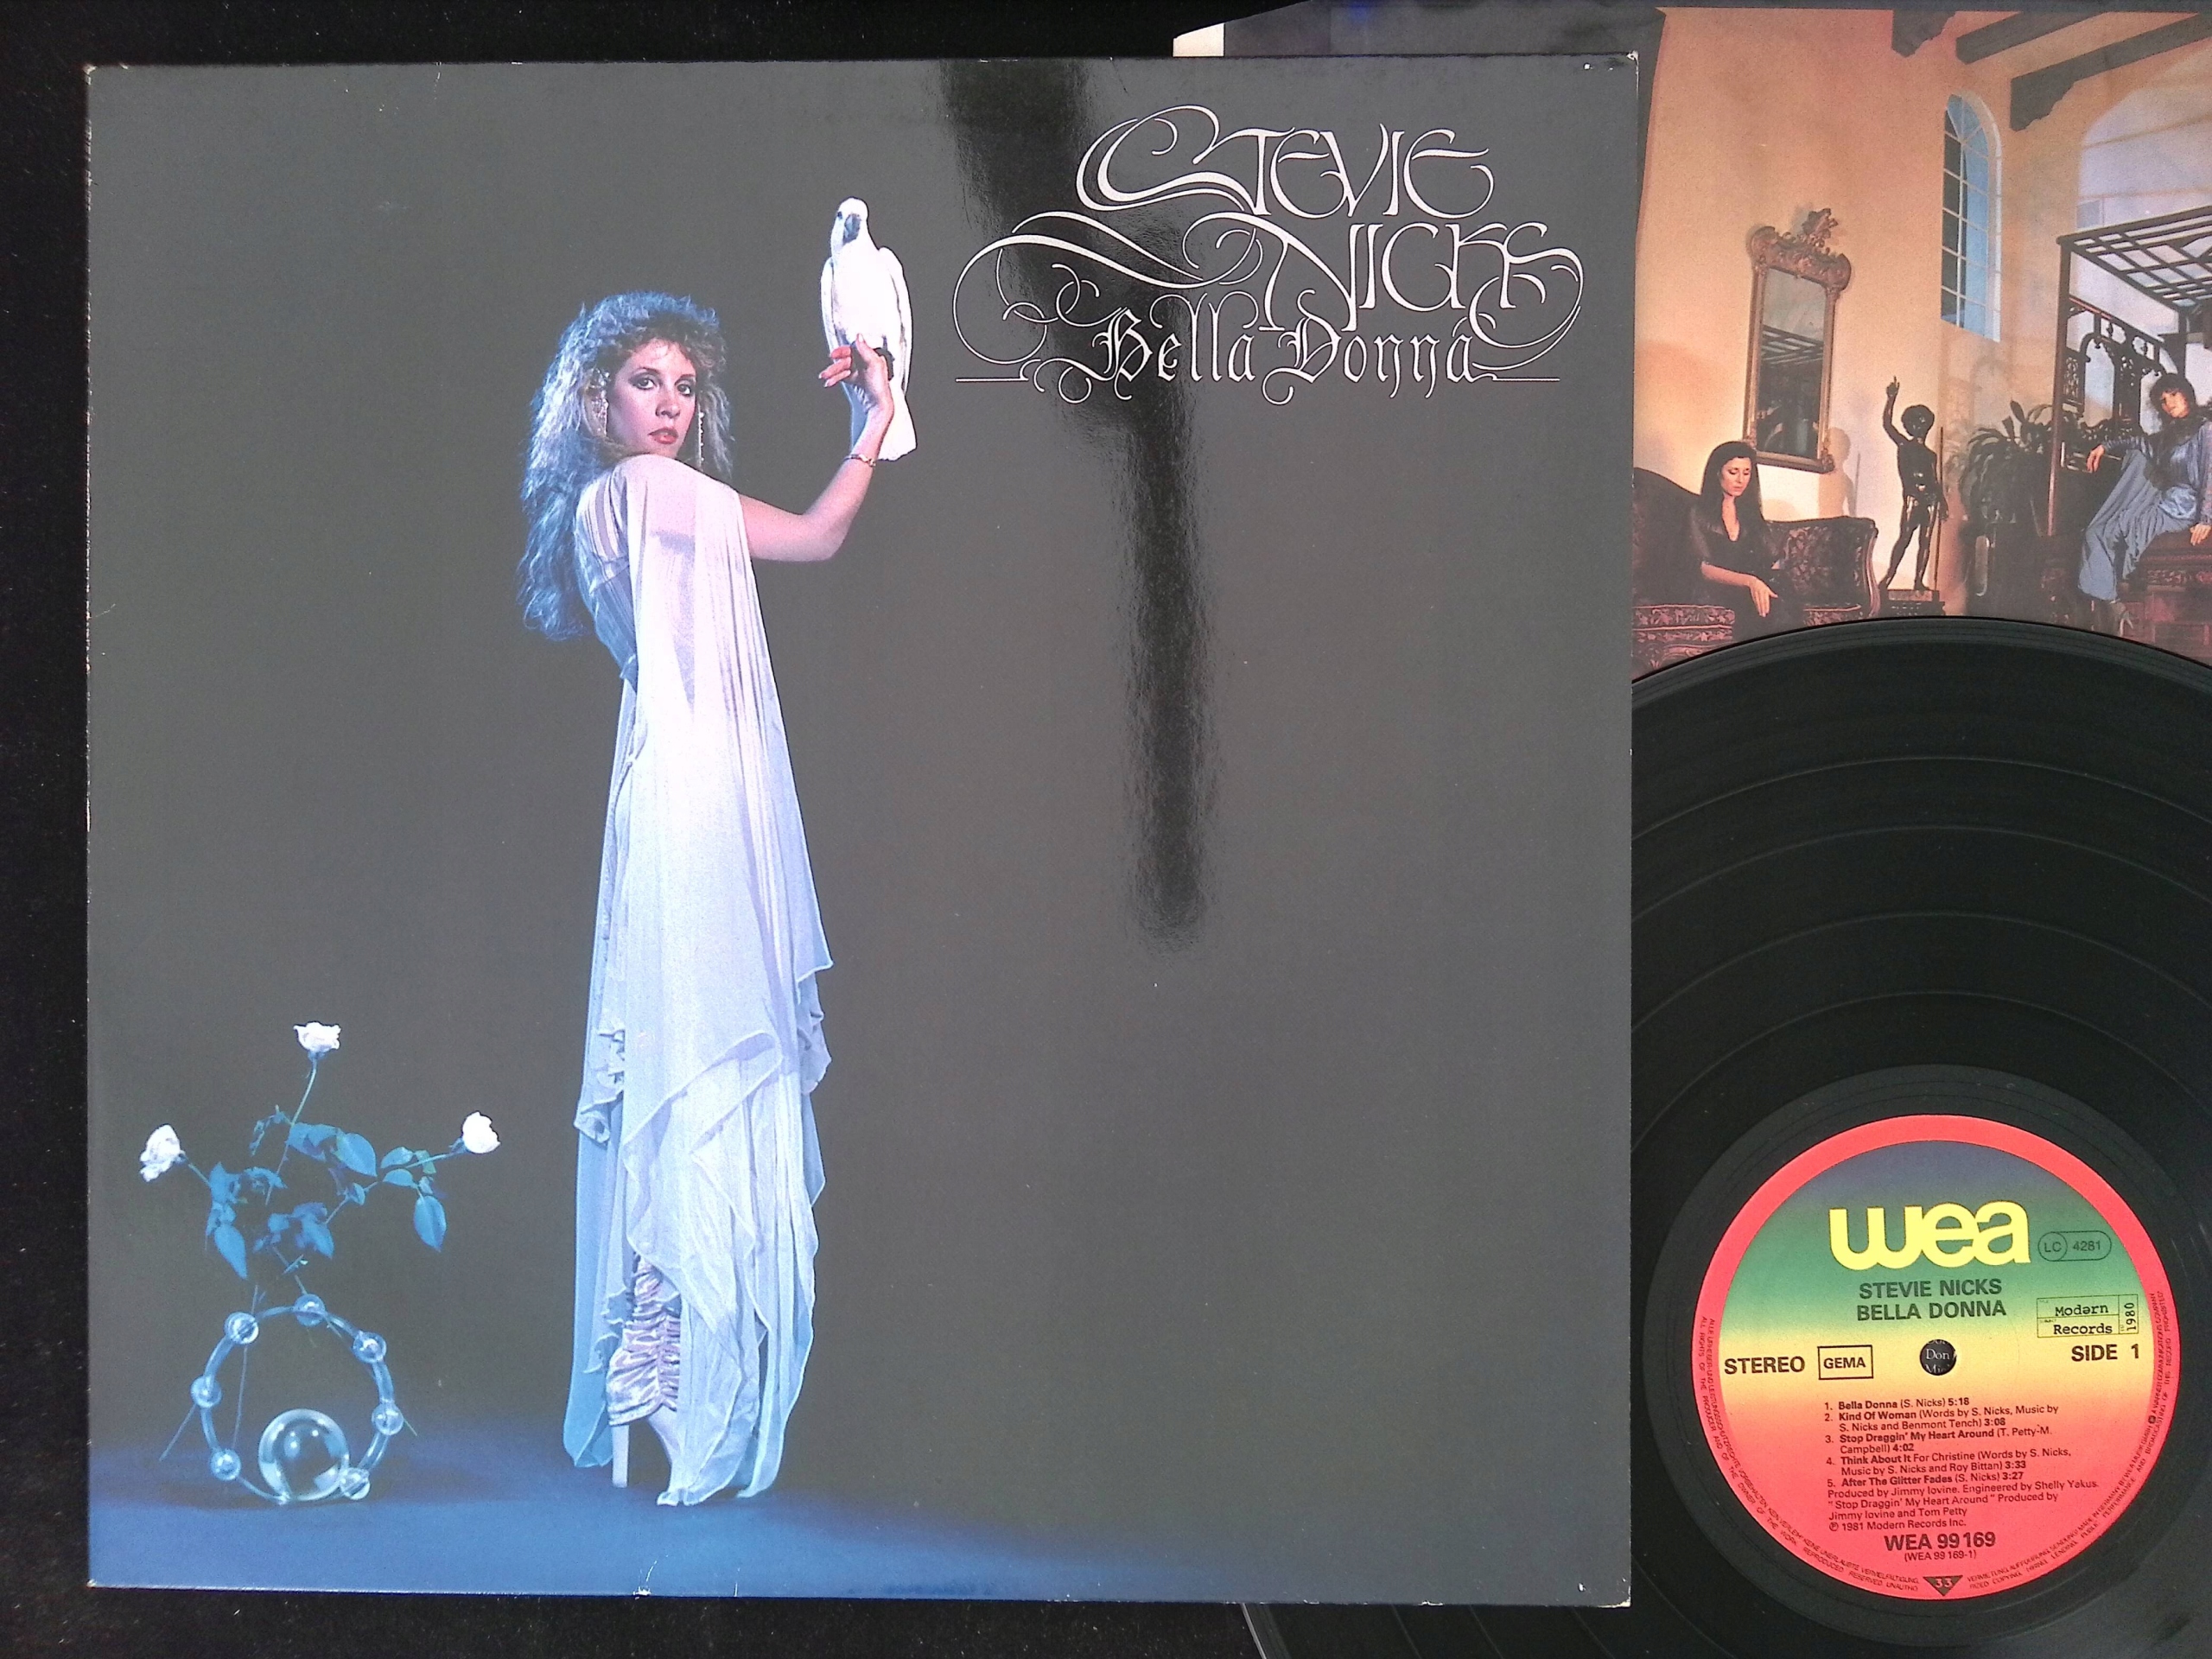 STEVIE
NICKS
Bella Donna
wea
LC 4281
STEVIE NICKS
BELLA DONNA
Modern
Records
1980
STEREO
GEMA
Don
SIDE 1
1. Bella Donna (S. Nicks) 5:18
2. Kind Of Woman (Words by S. Nicks, Music by
S. Nicks and Benmont Tench) 3:08
3. Stop Draggin' My Heart Around (T. Petty-M.
Campbell) 4:02
4. Think About It For Christine (Words by S. Nicks,
Music by S. Nicks and Roy Bittan) 3:33
5. After The Glitter Fades (S. Nicks) 3:27
Produced by Jimmy Iovine. Engineered by Shelly Yakus.
"Stop Draggin' My Heart Around" Produced by
Jimmy Iovine and Tom Petty
℗ 1981 Modern Records Inc.
WEA 99 169
(WEA 99 169-1)
33